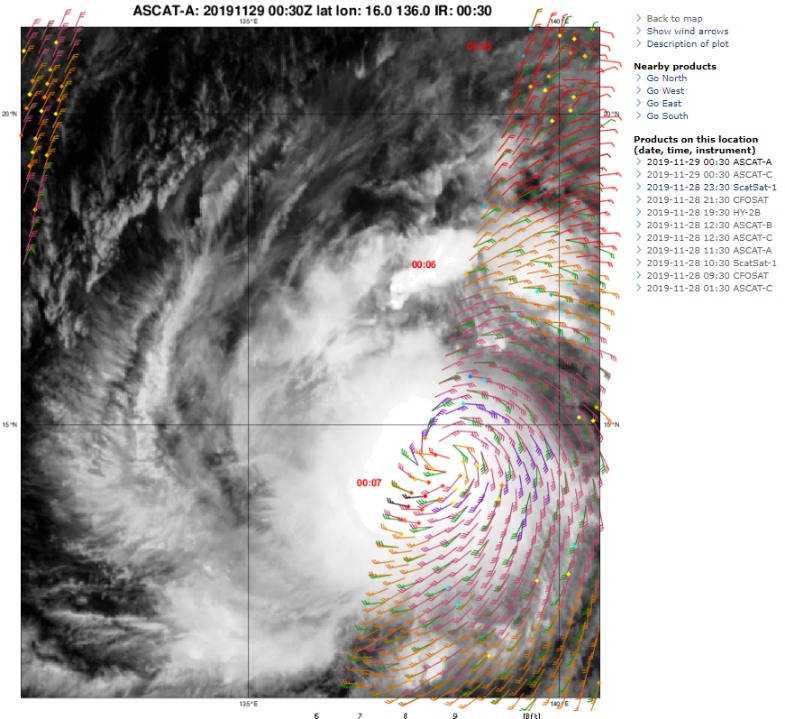 ASCAT-A: 20191129 00:30Z lat lon: 16.0 136.0 IR: 00:30
135°E
140°E
20°N
20°N
00:06
00:07
15°N
15°N
135°E
140°E
6 7 8 9
Back to map
Show wind arrows
Description of plot
Nearby products
Go North
Go West
Go East
Go South
Products on this location
(date, time, instrument)
2019-11-29 00:30 ASCAT-A
2019-11-29 00:30 ASCAT-C
2019-11-28 23:30 ScatSat-1
2019-11-28 21:30 CFOSAT
2019-11-28 19:30 HY-2B
2019-11-28 12:30 ASCAT-B
2019-11-28 12:30 ASCAT-C
2019-11-28 11:30 ASCAT-A
2019-11-28 10:30 ScatSat-1
2019-11-28 09:30 CFOSAT
2019-11-28 01:30 ASCAT-C